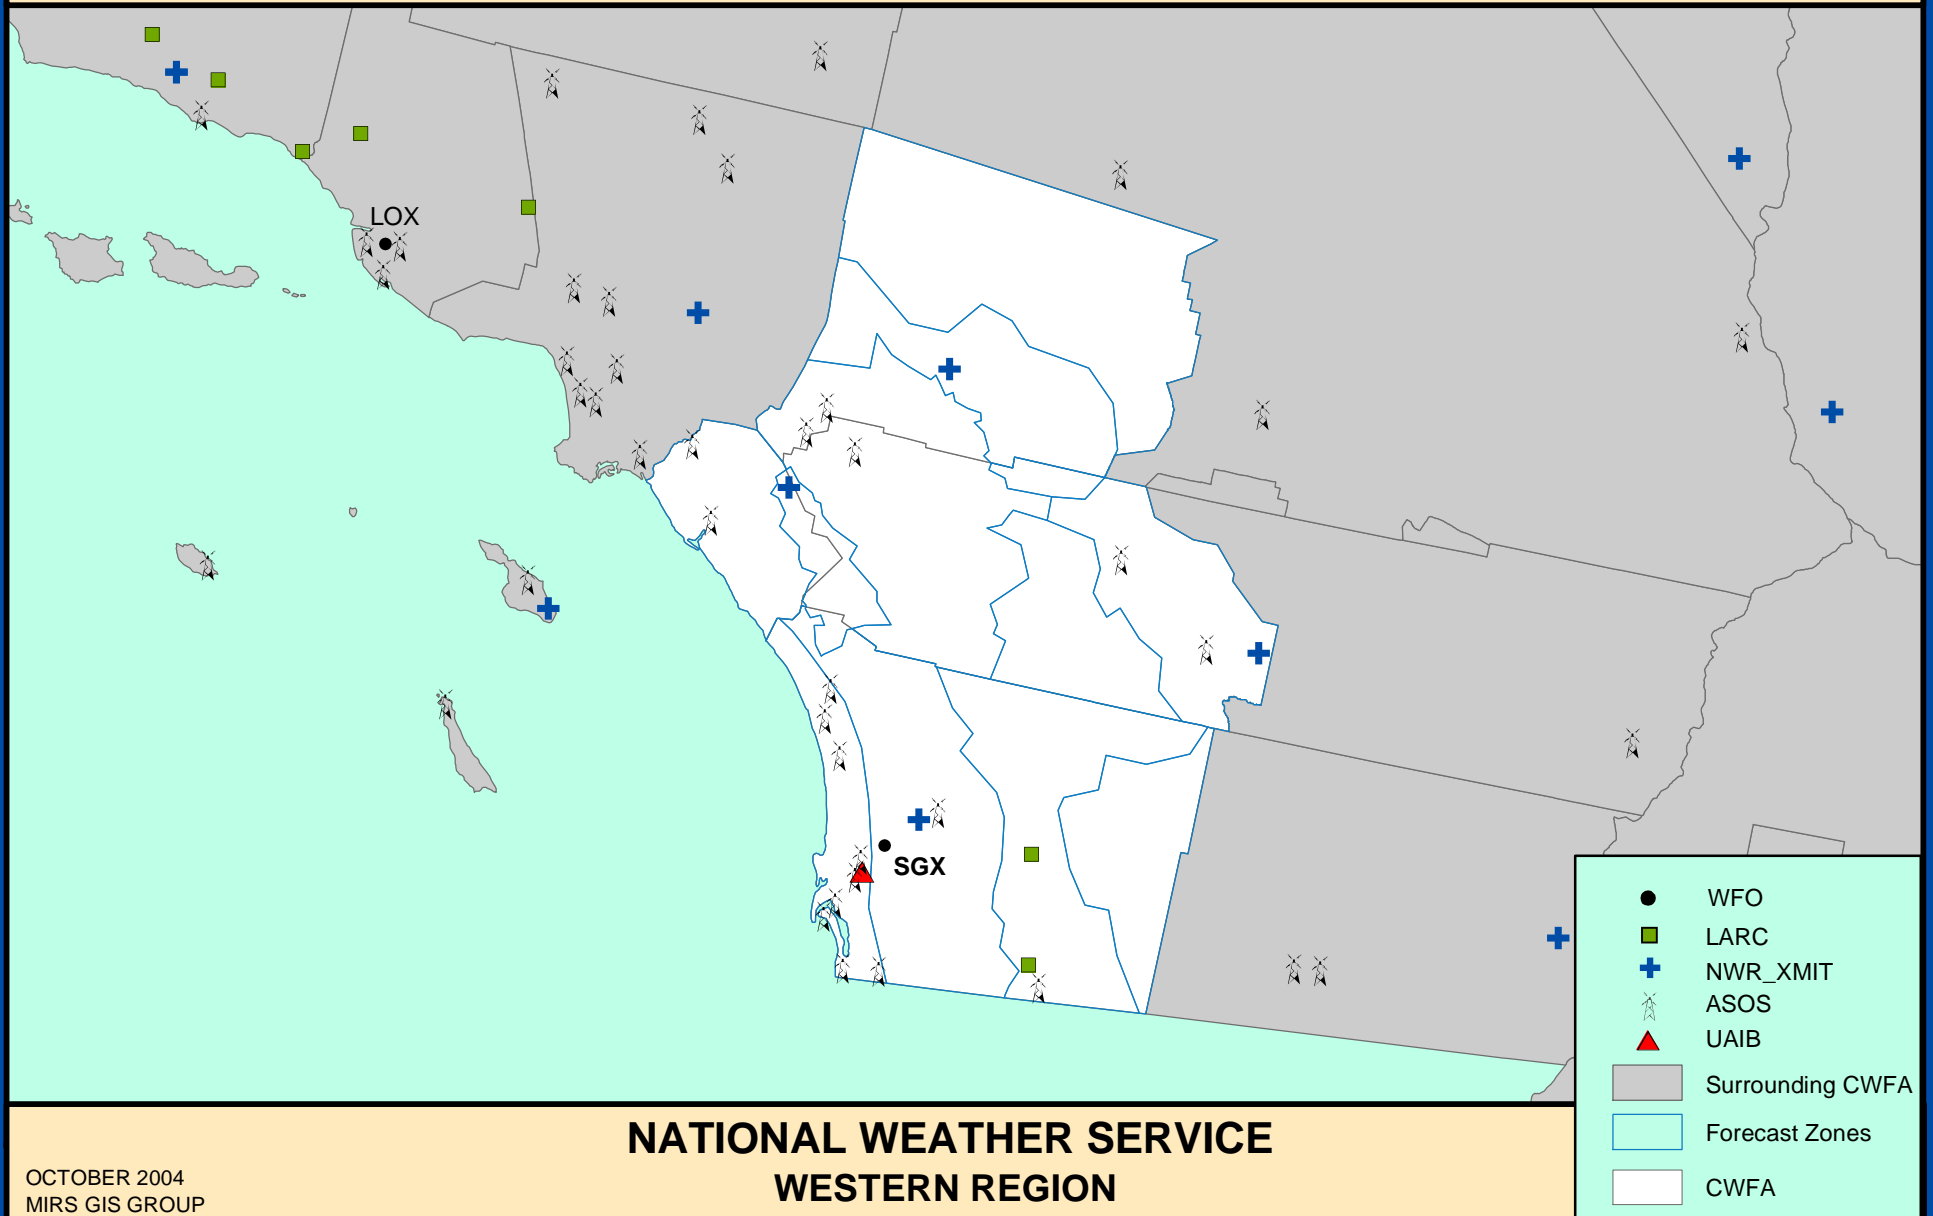 LOX
SGX
WFO
LARC
NWR_XMIT
ASOS
UAIB
Surrounding CWFA
Forecast Zones
CWFA
NATIONAL WEATHER SERVICE
WESTERN REGION
OCTOBER 2004
MIRS GIS GROUP